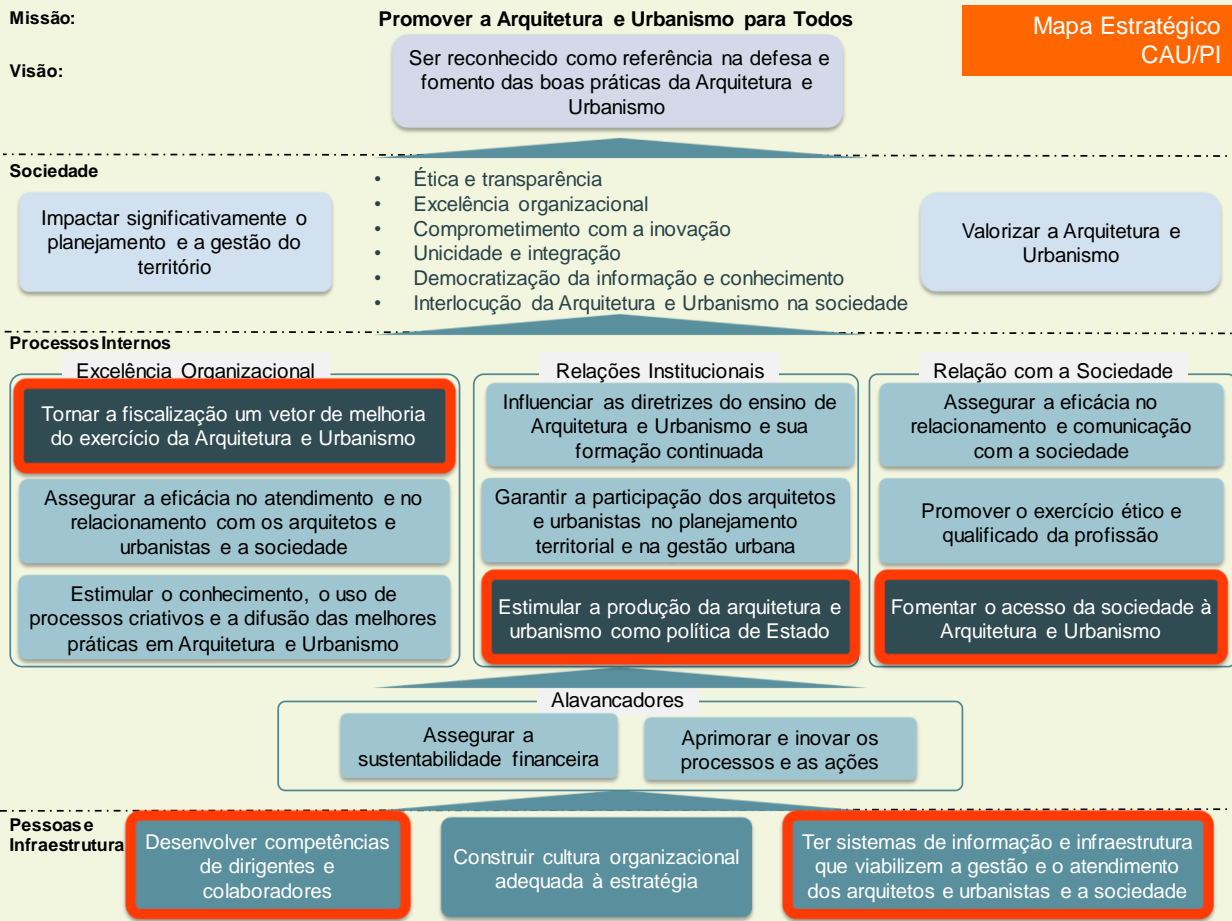 Missão:
Promover a Arquitetura e Urbanismo para Todos
Mapa Estratégico
CAU/PI
Visão:
Ser reconhecido como referência na defesa e
fomento das boas práticas da Arquitetura e
Urbanismo
Sociedade
Impactar significativamente o
planejamento e a gestão do
território
• Ética e transparência
• Excelência organizacional
• Comprometimento com a inovação
• Unicidade e integração
• Democratização da informação e conhecimento
• Interlocução da Arquitetura e Urbanismo na sociedade
Valorizar a Arquitetura e
Urbanismo
Processos Internos
Excelência Organizacional
Tornar a fiscalização um vetor de melhoria
do exercício da Arquitetura e Urbanismo
Assegurar a eficácia no atendimento e no
relacionamento com os arquitetos e
urbanistas e a sociedade
Estimular o conhecimento, o uso de
processos criativos e a difusão das melhores
práticas em Arquitetura e Urbanismo
Relações Institucionais
Influenciar as diretrizes do ensino de
Arquitetura e Urbanismo e sua
formação continuada
Garantir a participação dos arquitetos
e urbanistas no planejamento
territorial e na gestão urbana
Estimular a produção da arquitetura e
urbanismo como política de Estado
Relação com a Sociedade
Assegurar a eficácia no
relacionamento e comunicação
com a sociedade
Promover o exercício ético e
qualificado da profissão
Fomentar o acesso da sociedade à
Arquitetura e Urbanismo
Alavancadores
Assegurar a
sustentabilidade financeira
Aprimorar e inovar os
processos e as ações
Pessoas e
Infraestrutura
Desenvolver competências
de dirigentes e
colaboradores
Construir cultura organizacional
adequada à estratégia
Ter sistemas de informação e infraestrutura
que viabilizem a gestão e o atendimento
dos arquitetos e urbanistas e a sociedade